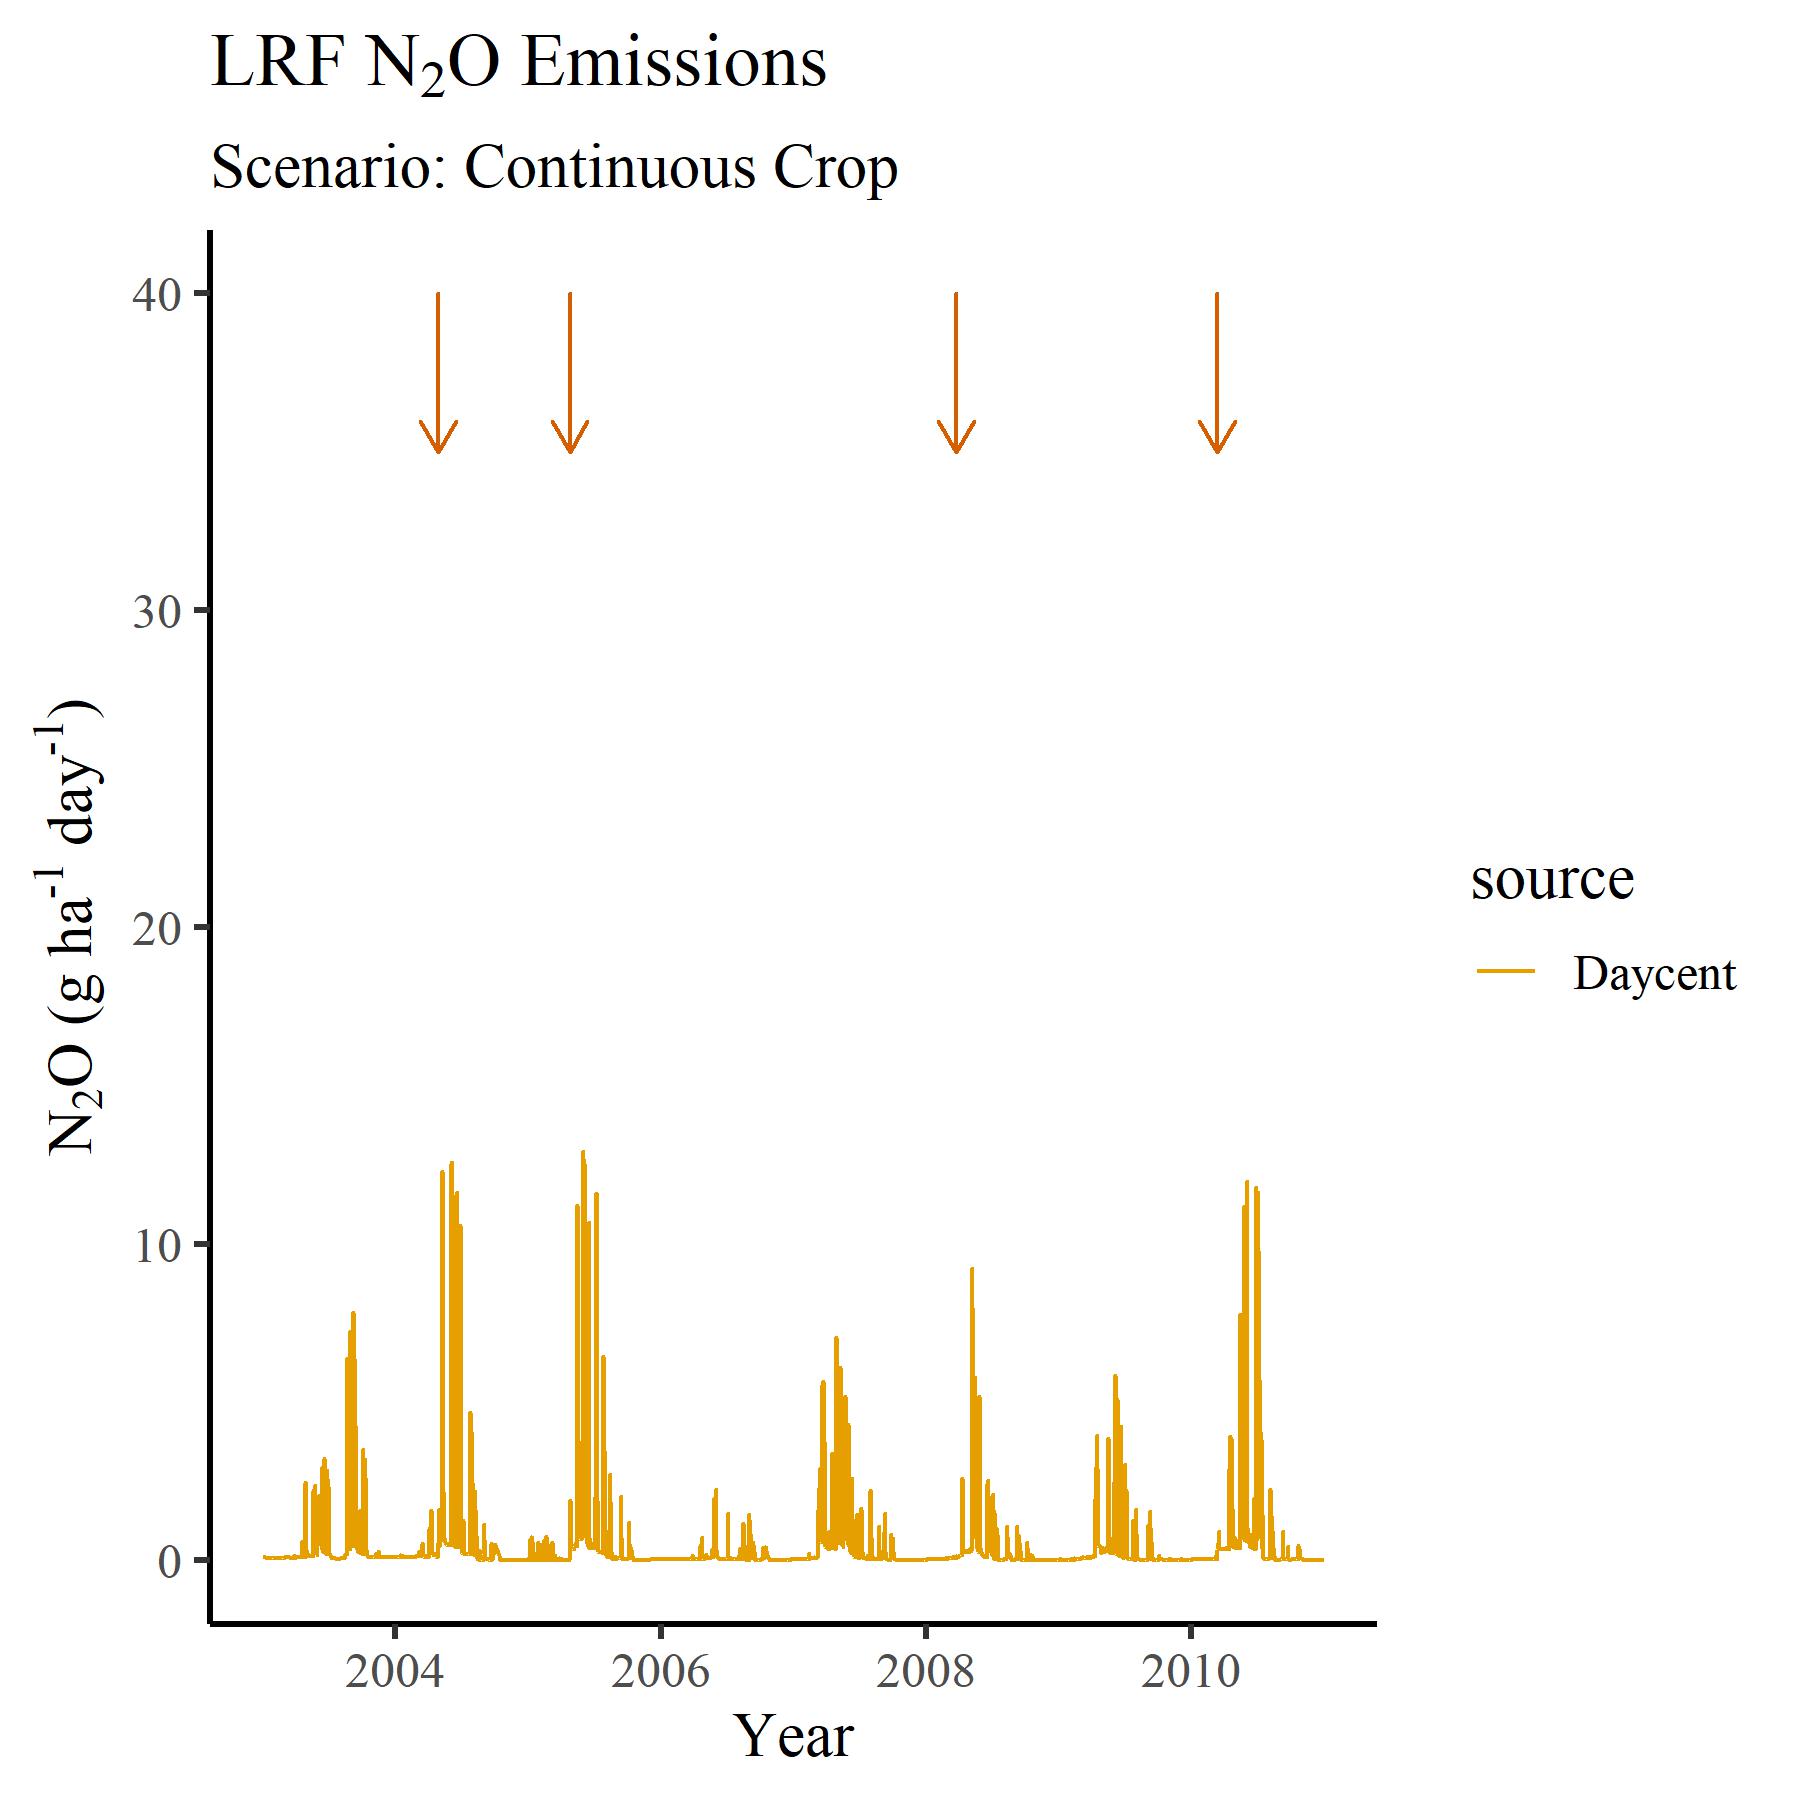 LRF N₂O Emissions
Scenario: Continuous Crop
40
30
20
10
0
N₂O (g ha⁻¹ day⁻¹)
2004 2006 2008 2010
Year
source
Daycent